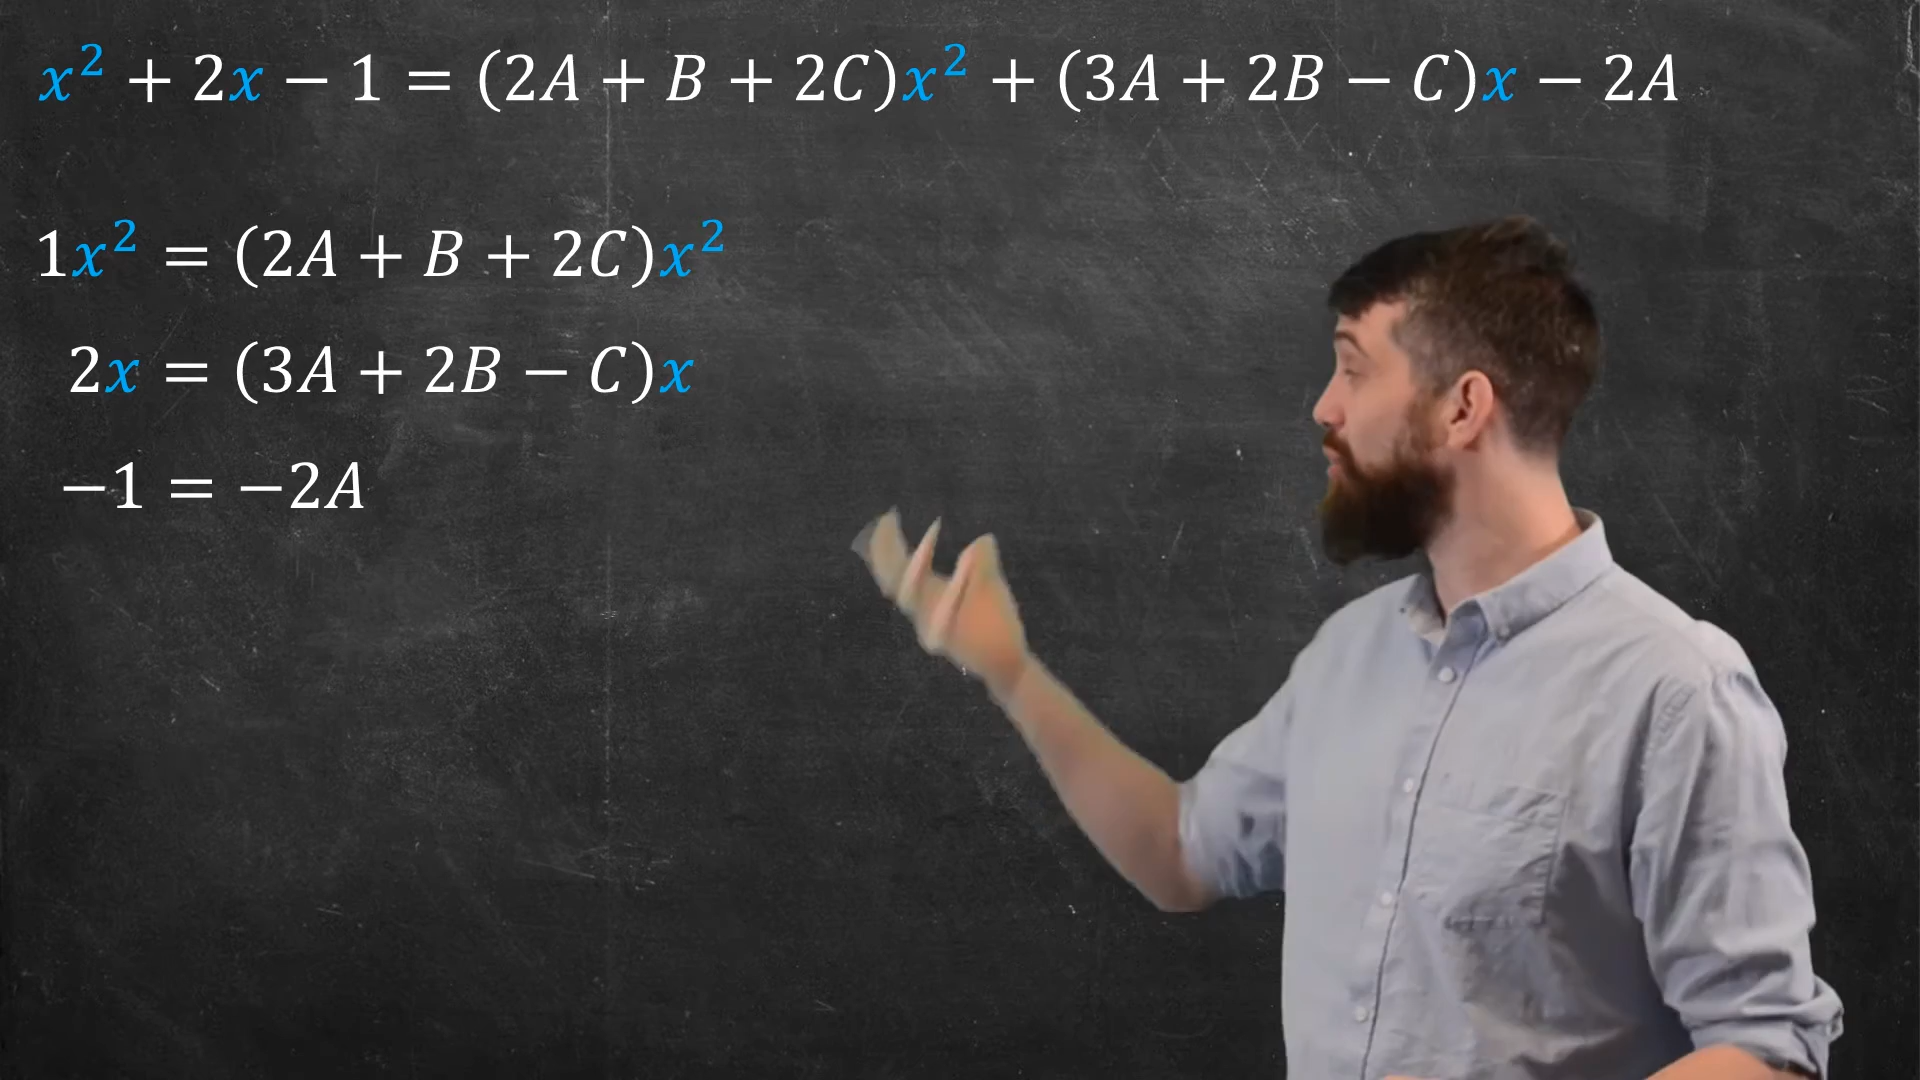 x² + 2x − 1 = (2A + B + 2C)x² + (3A + 2B − C)x − 2A
1x² = (2A + B + 2C)x²
2x = (3A + 2B − C)x
−1 = −2A